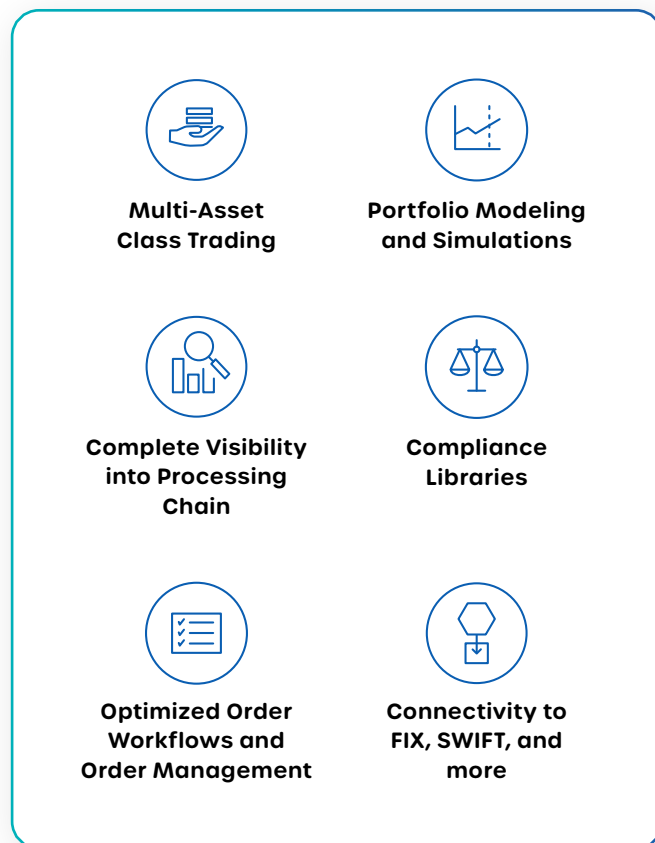 Multi-Asset
Class Trading
Portfolio Modeling
and Simulations
Complete Visibility
into Processing
Chain
Compliance
Libraries
Optimized Order
Workflows and
Order Management
Connectivity to
FIX, SWIFT, and
more